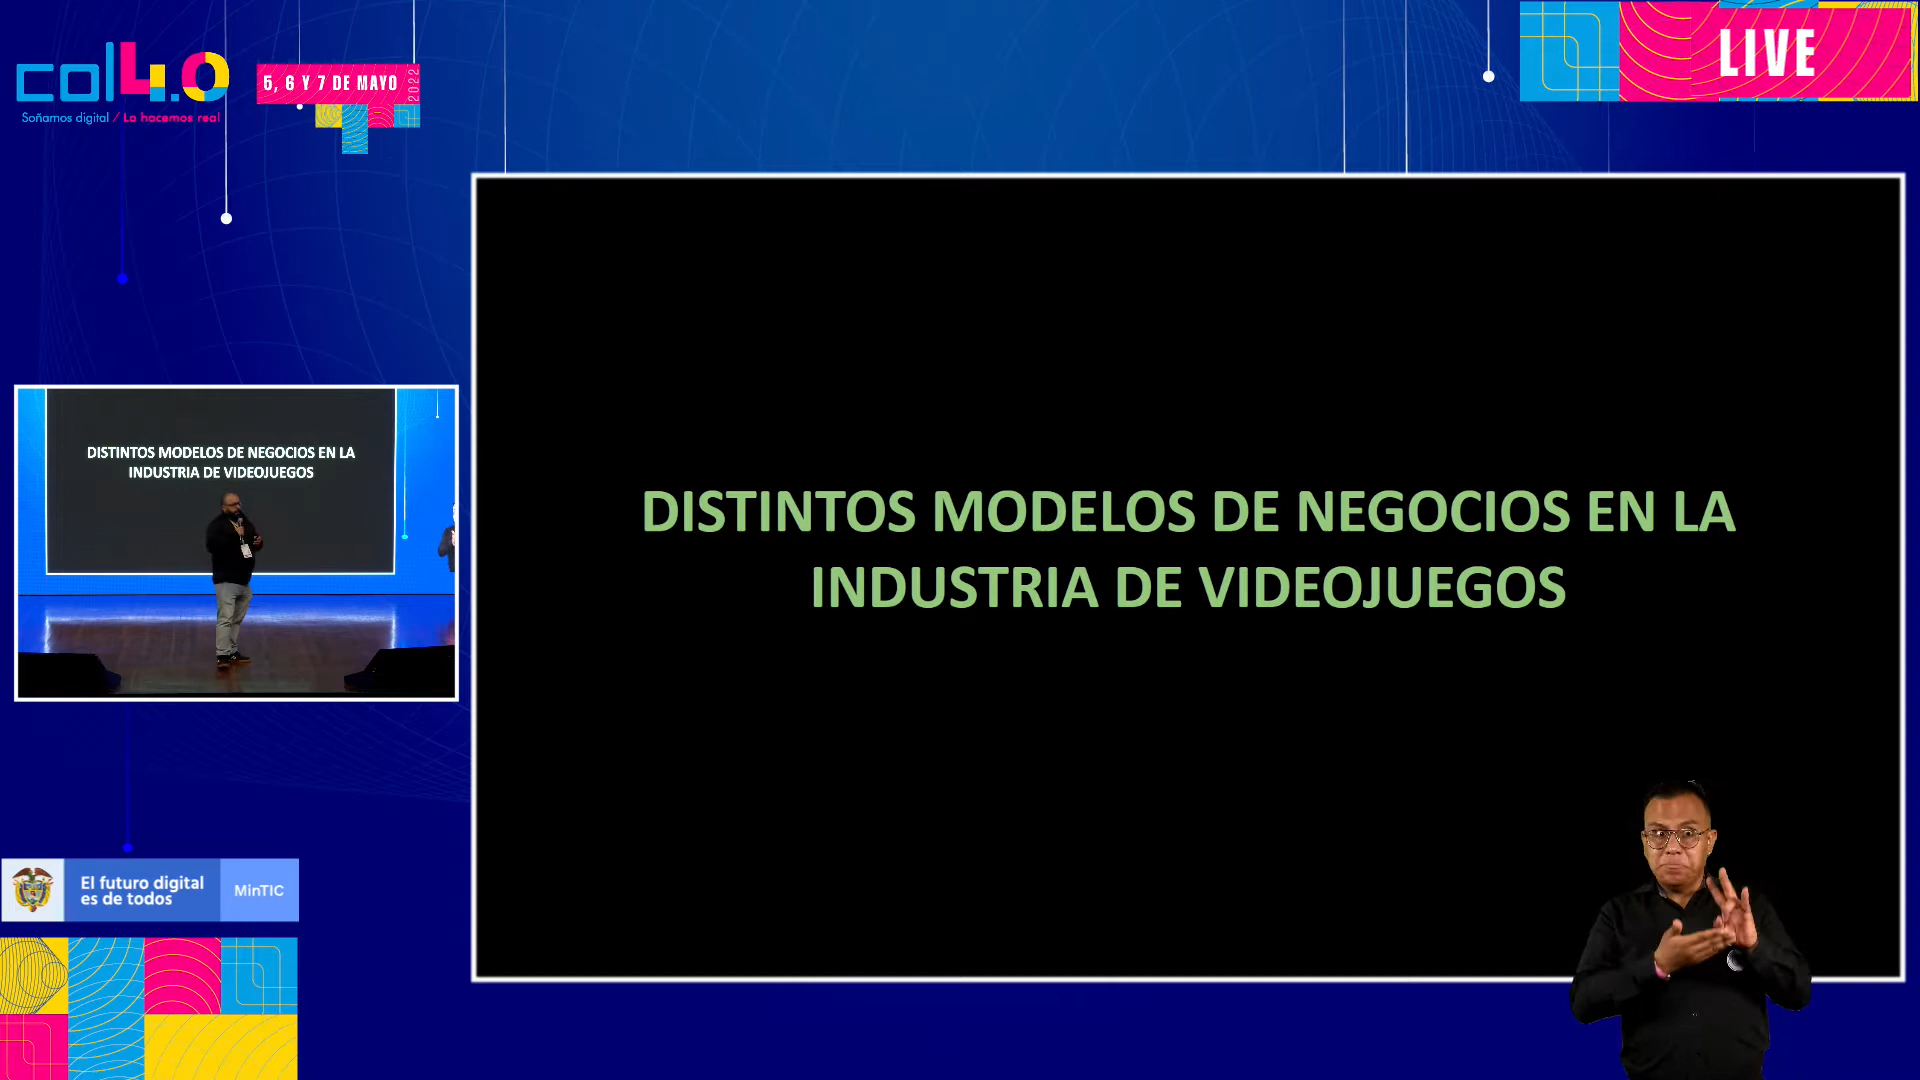 col4.0
Soñamos digital / Lo hacemos real
5, 6 Y 7 DE MAYO
2022
LIVE
DISTINTOS MODELOS DE NEGOCIOS EN LA
INDUSTRIA DE VIDEOJUEGOS
DISTINTOS MODELOS DE NEGOCIOS EN LA
INDUSTRIA DE VIDEOJUEGOS
El futuro digital
es de todos
MinTIC